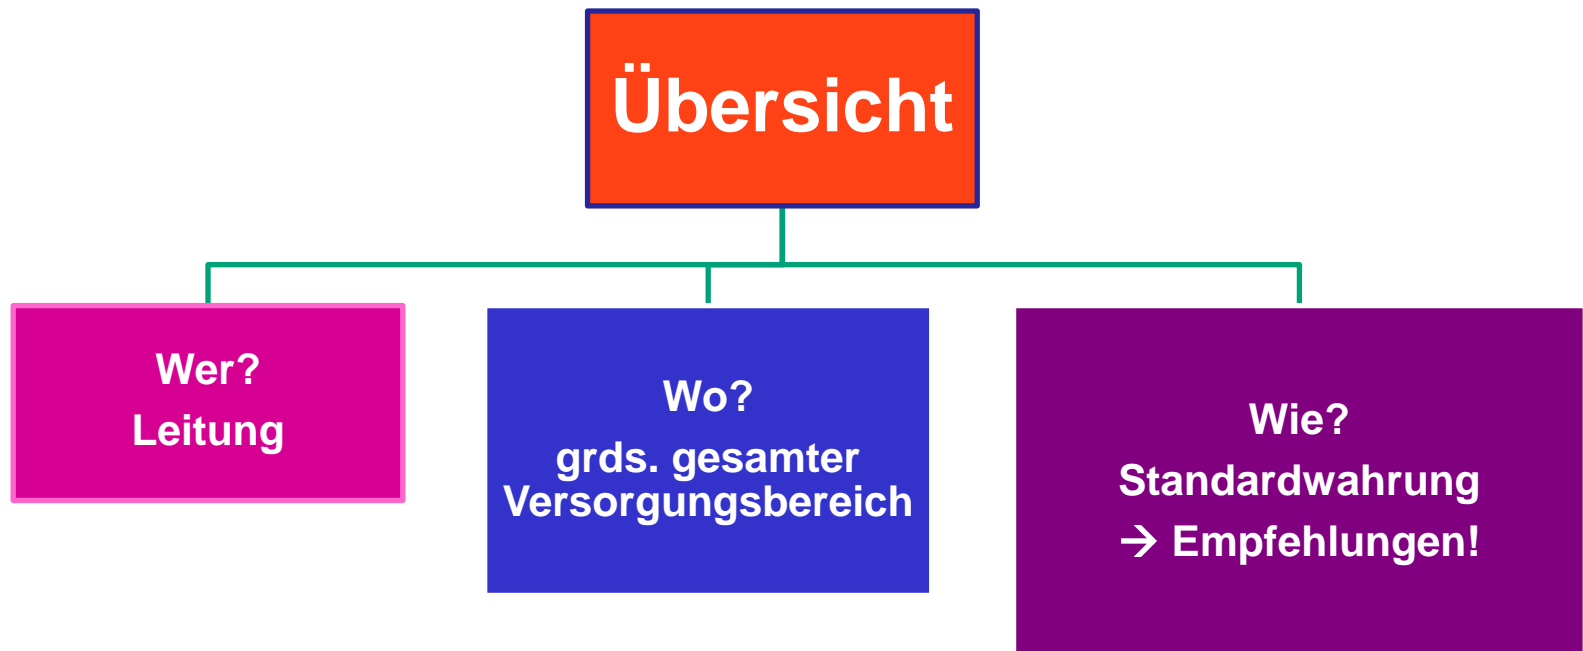 Übersicht
Wer?
Leitung
Wo?
grds. gesamter
Versorgungsbereich
Wie?
Standardwahrung
→ Empfehlungen!